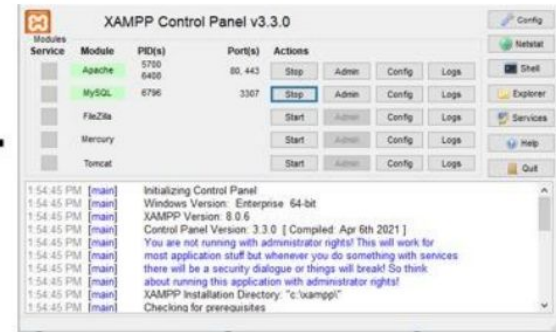 XAMPP Control Panel v3.3.0
Config
Modules
Service Module PID(s) Port(s) Actions
Netstat
Apache 5700 6408 80, 443 Stop Admin Config Logs
Shell
MySQL 6796 3307 Stop Admin Config Logs
Explorer
FileZilla Start Admin Config Logs
Services
Mercury Start Admin Config Logs
Help
Tomcat Start Admin Config Logs
Quit
1:54:45 PM [main] Initializing Control Panel
1:54:45 PM [main] Windows Version: Enterprise 64-bit
1:54:45 PM [main] XAMPP Version: 8.0.6
1:54:45 PM [main] Control Panel Version: 3.3.0 [ Compiled: Apr 6th 2021 ]
1:54:45 PM [main] You are not running with administrator rights! This will work for
1:54:45 PM [main] most application stuff but whenever you do something with services
1:54:45 PM [main] there will be a security dialogue or things will break! So think
1:54:45 PM [main] about running this application with administrator rights!
1:54:45 PM [main] XAMPP Installation Directory: "c:\xampp\"
1:54:45 PM [main] Checking for prerequisites